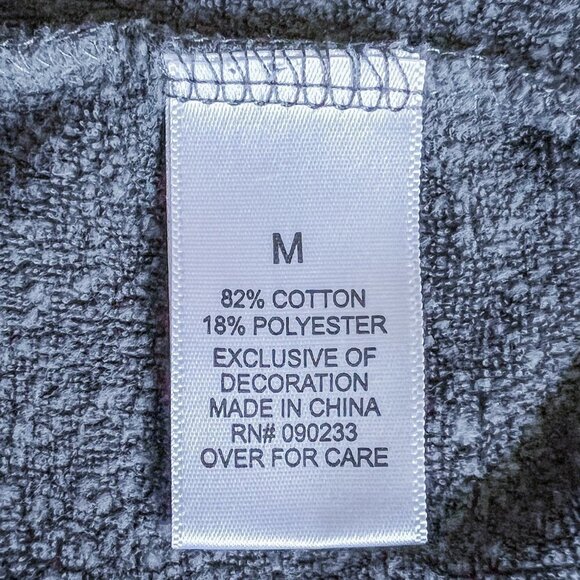 M
82% COTTON
18% POLYESTER
EXCLUSIVE OF
DECORATION
MADE IN CHINA
RN# 090233
OVER FOR CARE